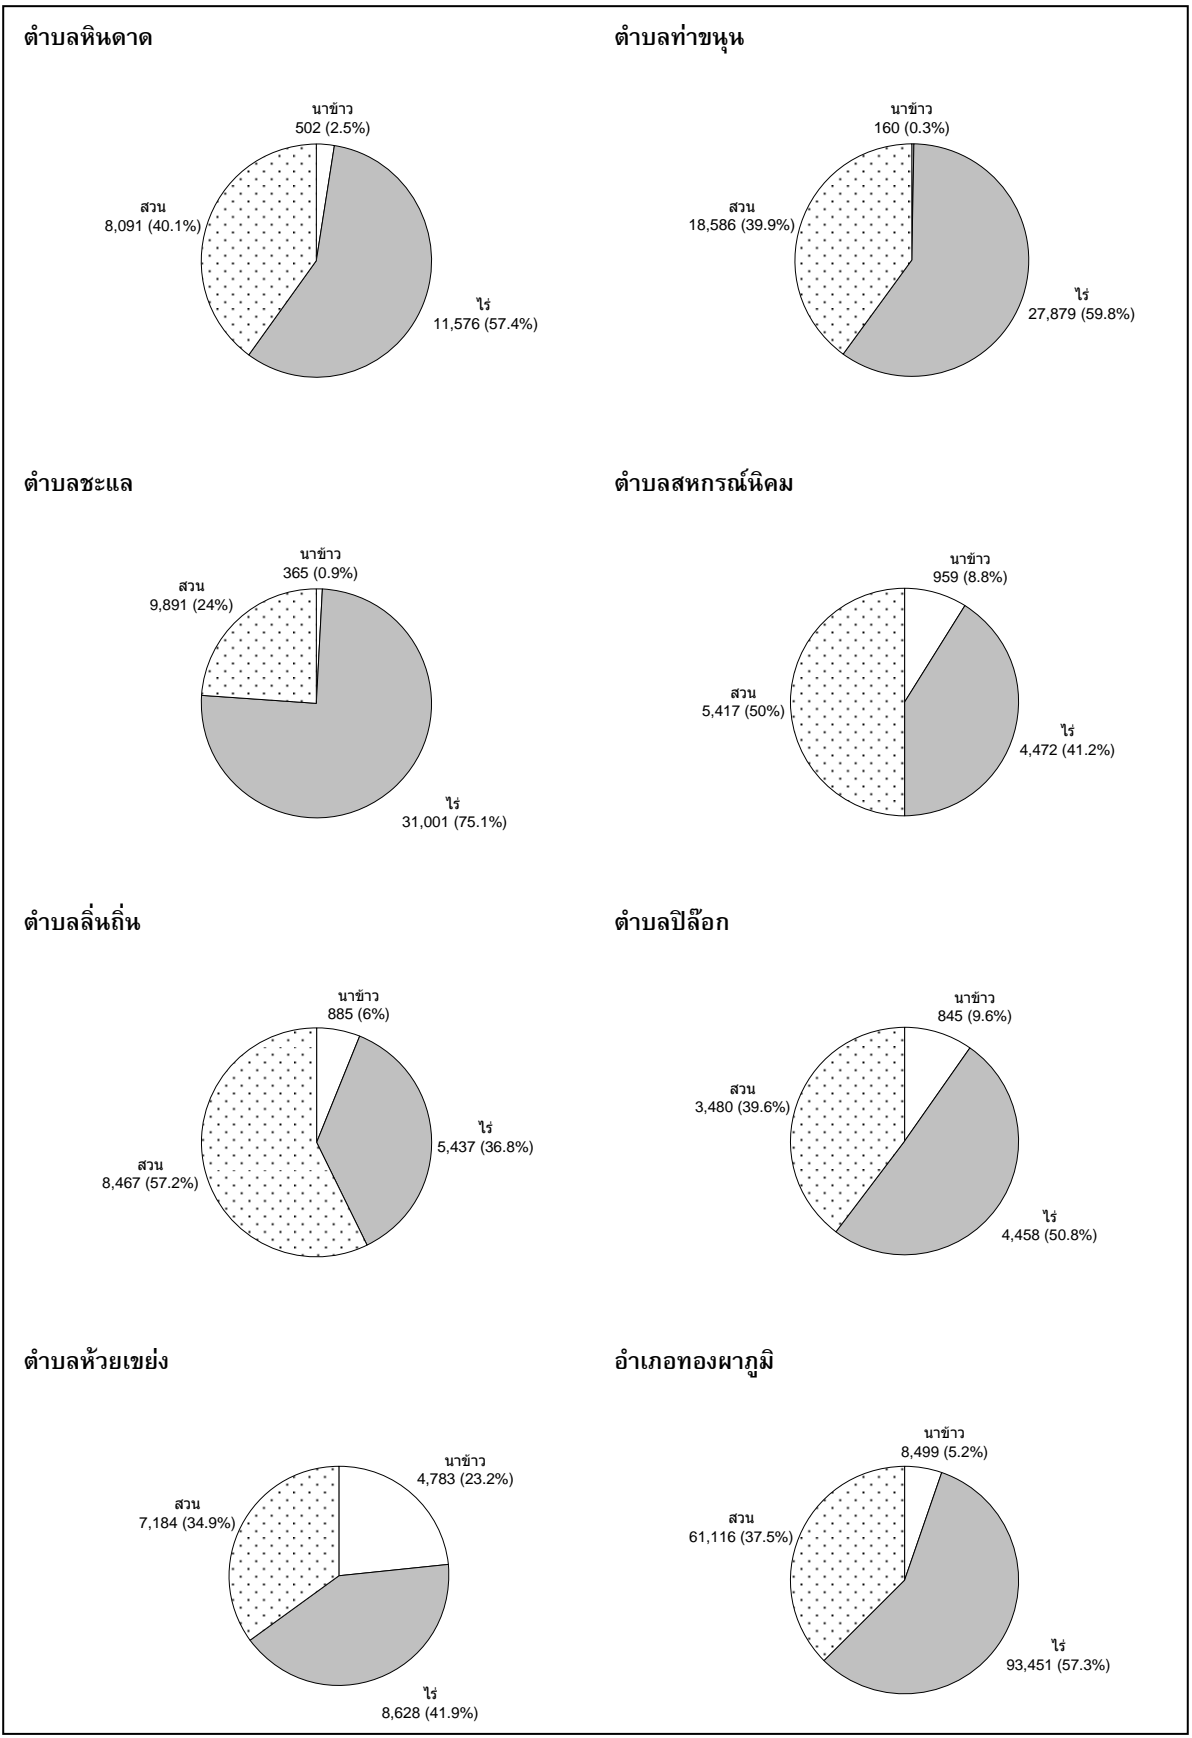 ตำบลหินดาด
นาข้าว
502 (2.5%)
สวน
8,091 (40.1%)
ไร่
11,576 (57.4%)
ตำบลท่าขนุน
นาข้าว
160 (0.3%)
สวน
18,586 (39.9%)
ไร่
27,879 (59.8%)
ตำบลชะแล
นาข้าว
365 (0.9%)
สวน
9,891 (24%)
ไร่
31,001 (75.1%)
ตำบลสหกรณ์นิคม
นาข้าว
959 (8.8%)
สวน
5,417 (50%)
ไร่
4,472 (41.2%)
ตำบลลิ่นถิ่น
นาข้าว
885 (6%)
ไร่
5,437 (36.8%)
สวน
8,467 (57.2%)
ตำบลปิล๊อก
นาข้าว
845 (9.6%)
สวน
3,480 (39.6%)
ไร่
4,458 (50.8%)
ตำบลห้วยเขย่ง
นาข้าว
4,783 (23.2%)
สวน
7,184 (34.9%)
ไร่
8,628 (41.9%)
อำเภอทองผาภูมิ
นาข้าว
8,499 (5.2%)
สวน
61,116 (37.5%)
ไร่
93,451 (57.3%)